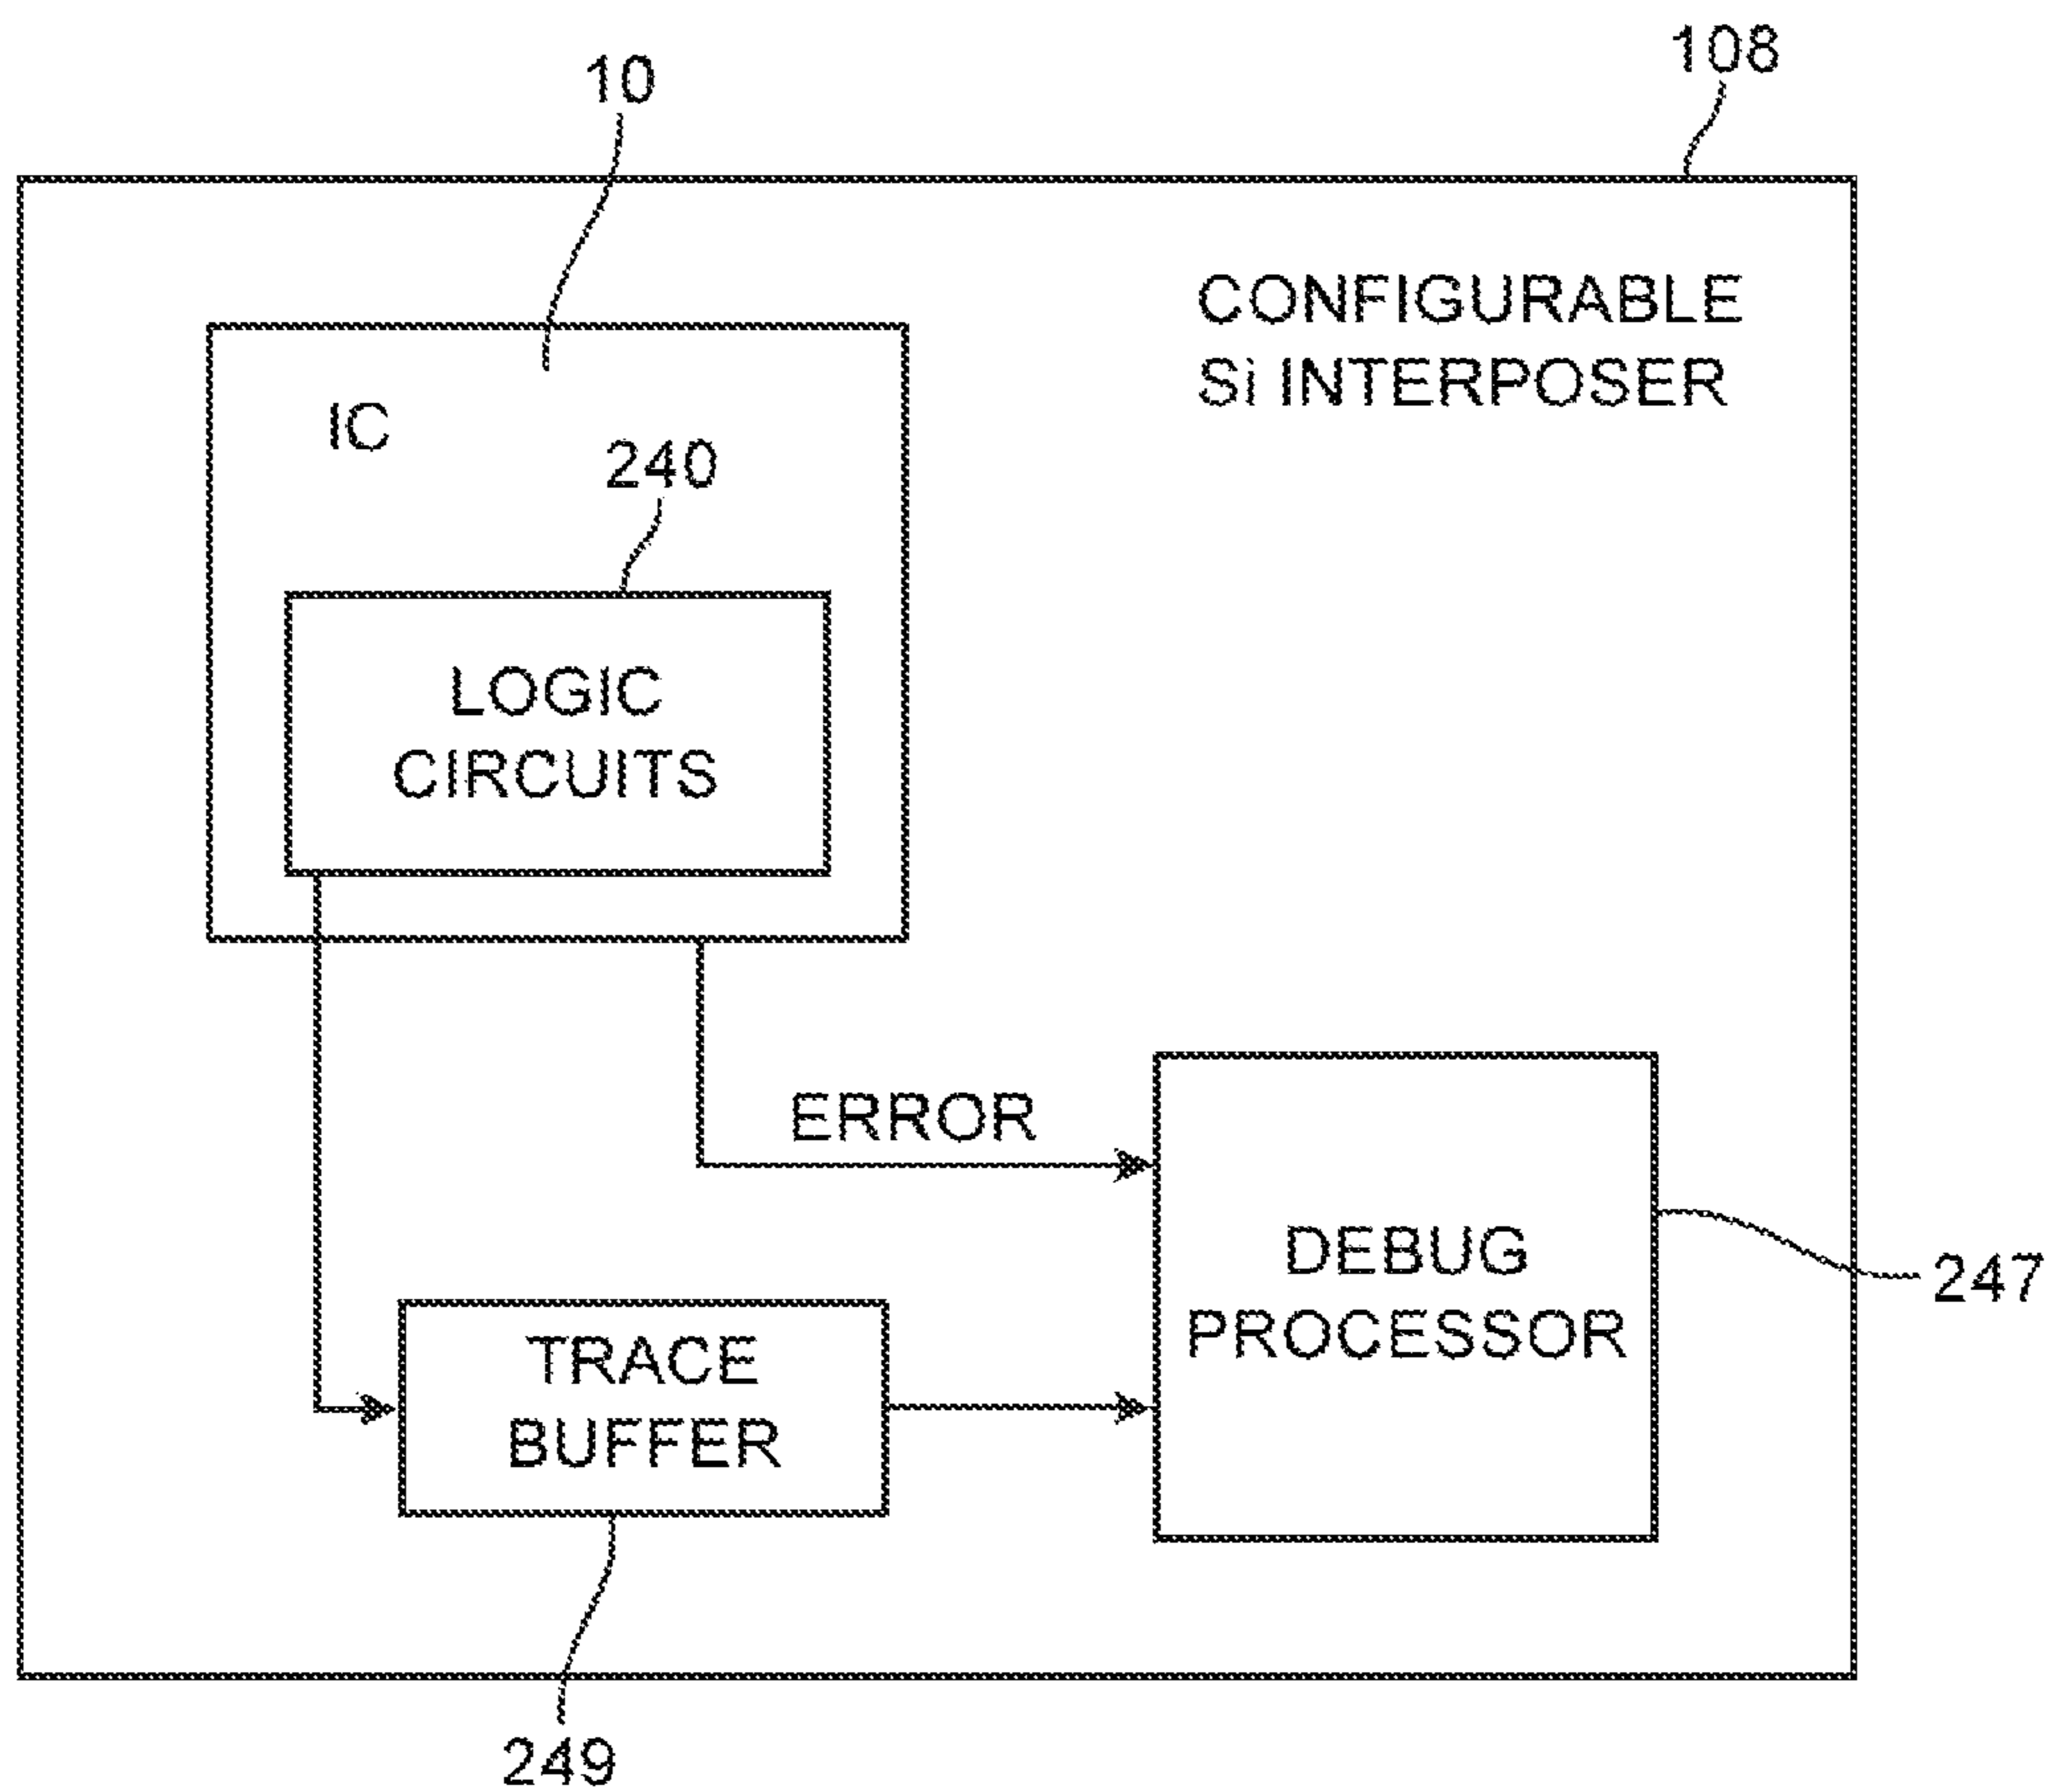 108
10
CONFIGURABLE
Si INTERPOSER
IC
240
LOGIC
CIRCUITS
ERROR
DEBUG
PROCESSOR
247
TRACE
BUFFER
249